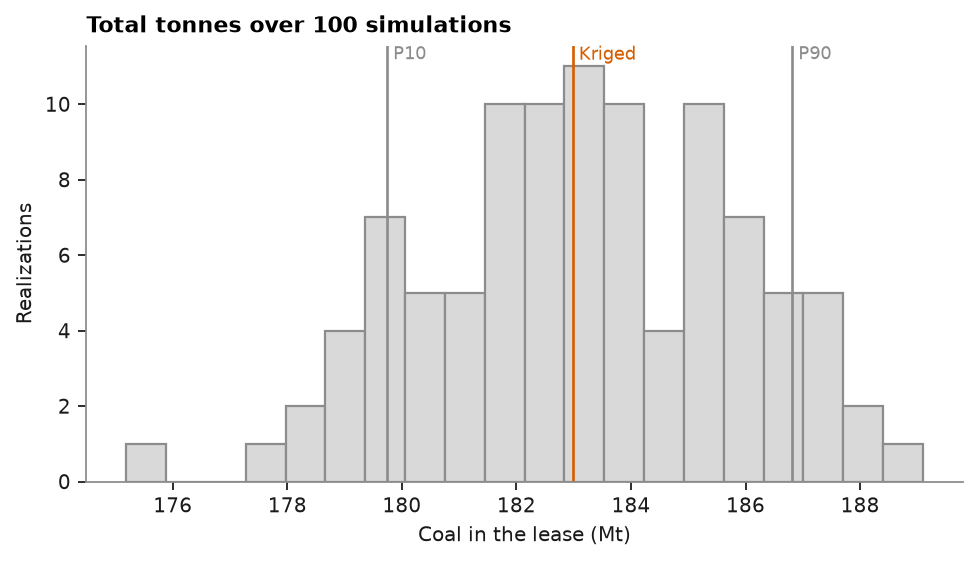 Total tonnes over 100 simulations
P10
Kriged
P90
10
8
6
4
2
0
Realizations
176 178 180 182 184 186 188
Coal in the lease (Mt)